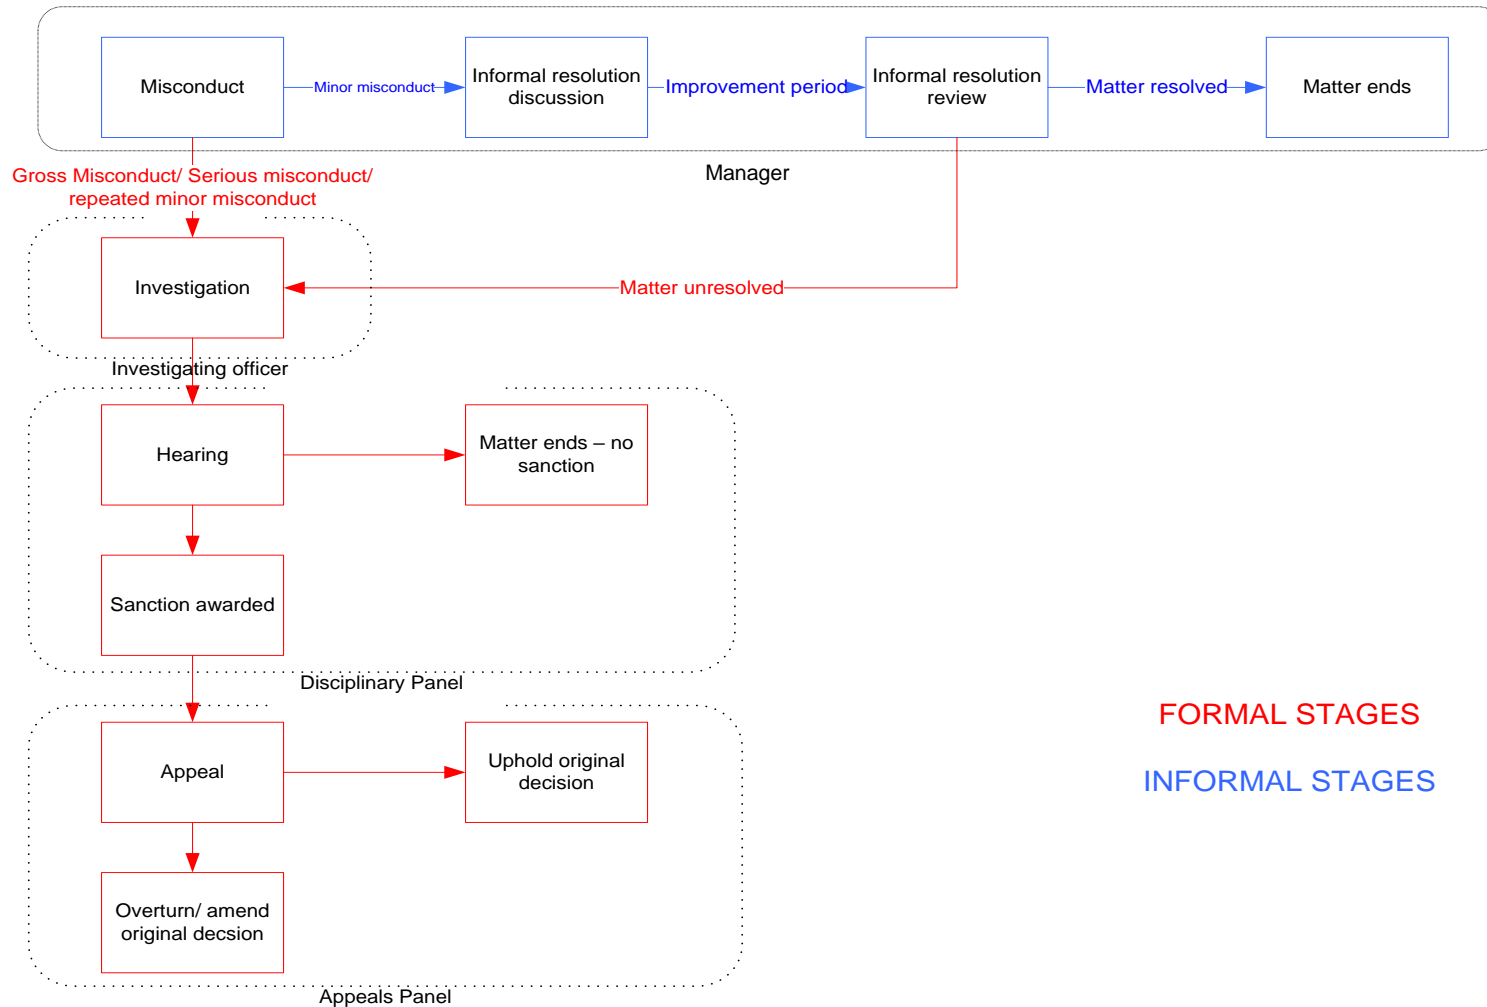 Misconduct
Minor misconduct
Informal resolution
discussion
Improvement period
Informal resolution
review
Matter resolved
Matter ends
Manager
Gross Misconduct/ Serious misconduct/
repeated minor misconduct
Investigation
Matter unresolved
Investigating officer
Hearing
Matter ends – no
sanction
Sanction awarded
Disciplinary Panel
Appeal
Uphold original
decision
FORMAL STAGES
INFORMAL STAGES
Overturn/ amend
original decsion
Appeals Panel